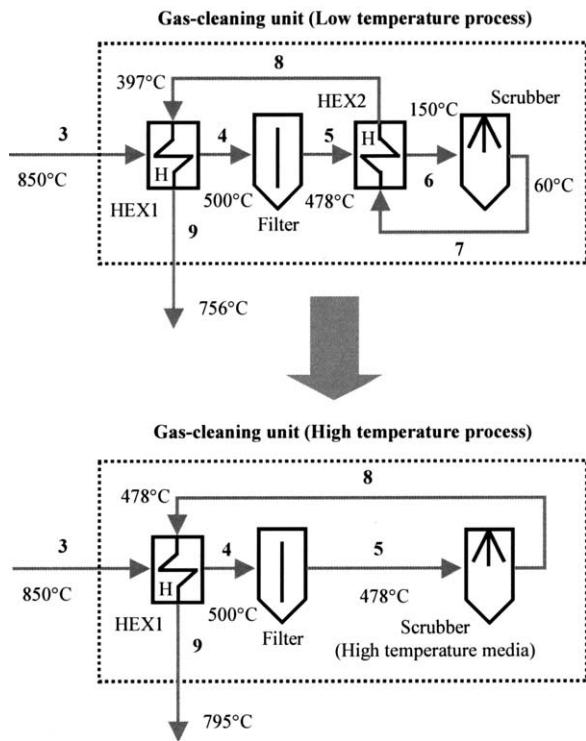 Gas-cleaning unit (Low temperature process)
8
397°C
HEX2
150°C
Scrubber
3
4
5
H
H
6
850°C
500°C
478°C
60°C
HEX1
Filter
9
7
756°C
Gas-cleaning unit (High temperature process)
8
478°C
3
4
5
H
850°C
500°C
478°C
HEX1
Filter
Scrubber
9
(High temperature media)
795°C